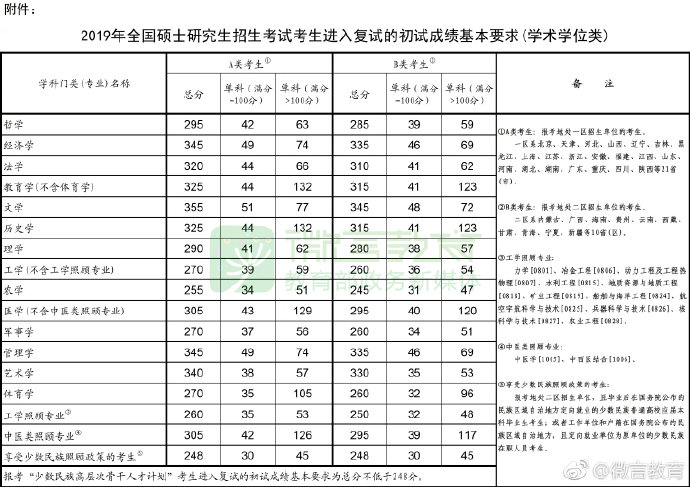 附件：
2019年全国硕士研究生招生考试考生进入复试的初试成绩基本要求(学术学位类)
学科门类(专业)名称 A类考生① B类考生① 备 注
总分 单科(满分=100分) 单科(满分>100分) 总分 单科(满分=100分) 单科(满分>100分)
哲学 295 42 63 285 39 59
经济学 345 49 74 335 46 69
法学 320 44 66 310 41 62
教育学(不含体育学) 325 44 132 315 41 123
文学 355 51 77 345 48 72
历史学 325 44 132 315 41 123
理学 290 41 62 280 38 57
工学(不含工学照顾专业) 270 39 59 260 36 54
农学 255 34 51 245 31 47
医学(不含中医类照顾专业) 305 43 129 295 40 120
军事学 270 37 56 260 34 51
管理学 345 49 74 335 46 69
艺术学 340 38 57 330 35 53
体育学 270 35 105 260 32 96
工学照顾专业③ 260 35 53 250 32 48
中医类照顾专业④ 305 42 126 295 39 117
享受少数民族照顾政策的考生⑤ 248 30 45 248 30 45
①A类考生：报考地处一区招生单位的考生。
一区系北京、天津、河北、山西、辽宁、吉林、黑
龙江、上海、江苏、浙江、安徽、福建、江西、山东、
河南、湖北、湖南、广东、重庆、四川、陕西等21省
(市)。
②B类考生：报考地处二区招生单位的考生。
二区系内蒙古、广西、海南、贵州、云南、西藏、
甘肃、青海、宁夏、新疆等10省(区)。
③工学照顾专业：
力学[0801]、冶金工程[0806]、动力工程及工程热
物理[0807]、水利工程[0815]、地质资源与地质工程
[0818]、矿业工程[0819]、船舶与海洋工程[0824]、航
空宇航科学与技术[0825]、兵器科学与技术[0826]、核
科学与技术[0827]、农业工程[0828]。
④中医类照顾专业：
中医学[1005]、中西医结合[1006]。
⑤享受少数民族照顾政策的考生：
报考地处二区招生单位，且毕业后在国务院公布的
民族区域自治地方定向就业的少数民族普通高校应届本
科毕业生考生；或者工作单位和户籍在国务院公布的民
族区域自治地方，且定向就业单位为原单位的少数民族
在职人员考生。
报考“少数民族高层次骨干人才计划”考生进入复试的初试成绩基本要求为总分不低于248分。
微言教育
教育部政务新媒体
@微言教育